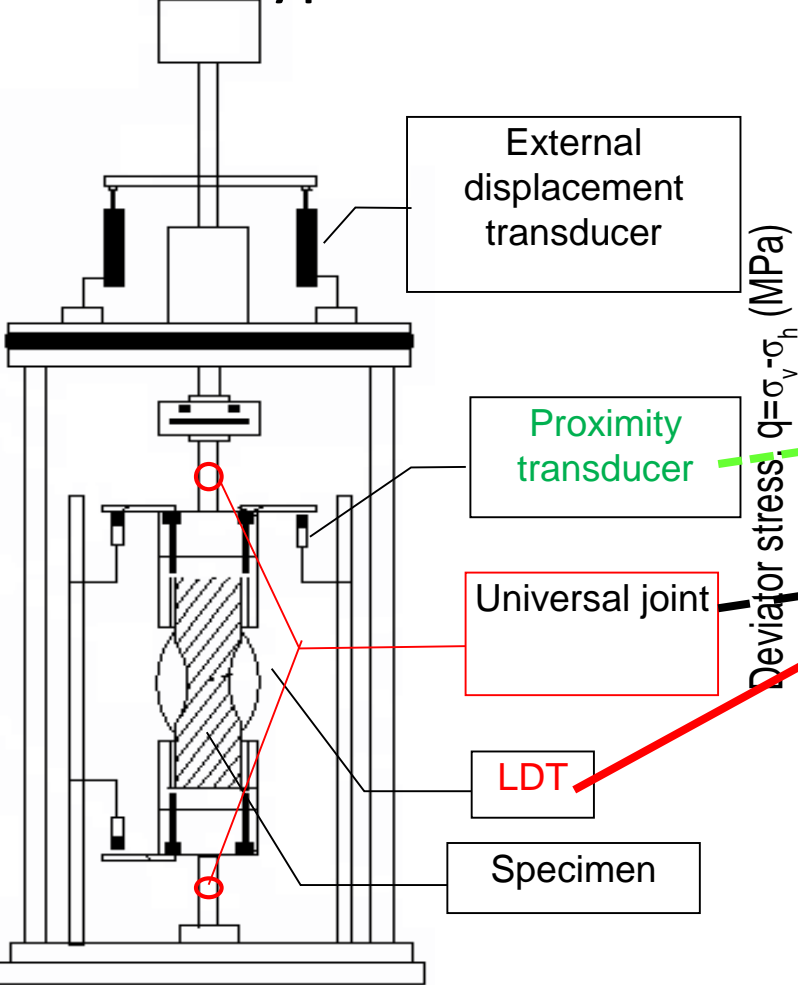 External
displacement
transducer
Proximity
transducer
Universal joint
LDT
Specimen
Deviator stress. q=σv-σh (MPa)